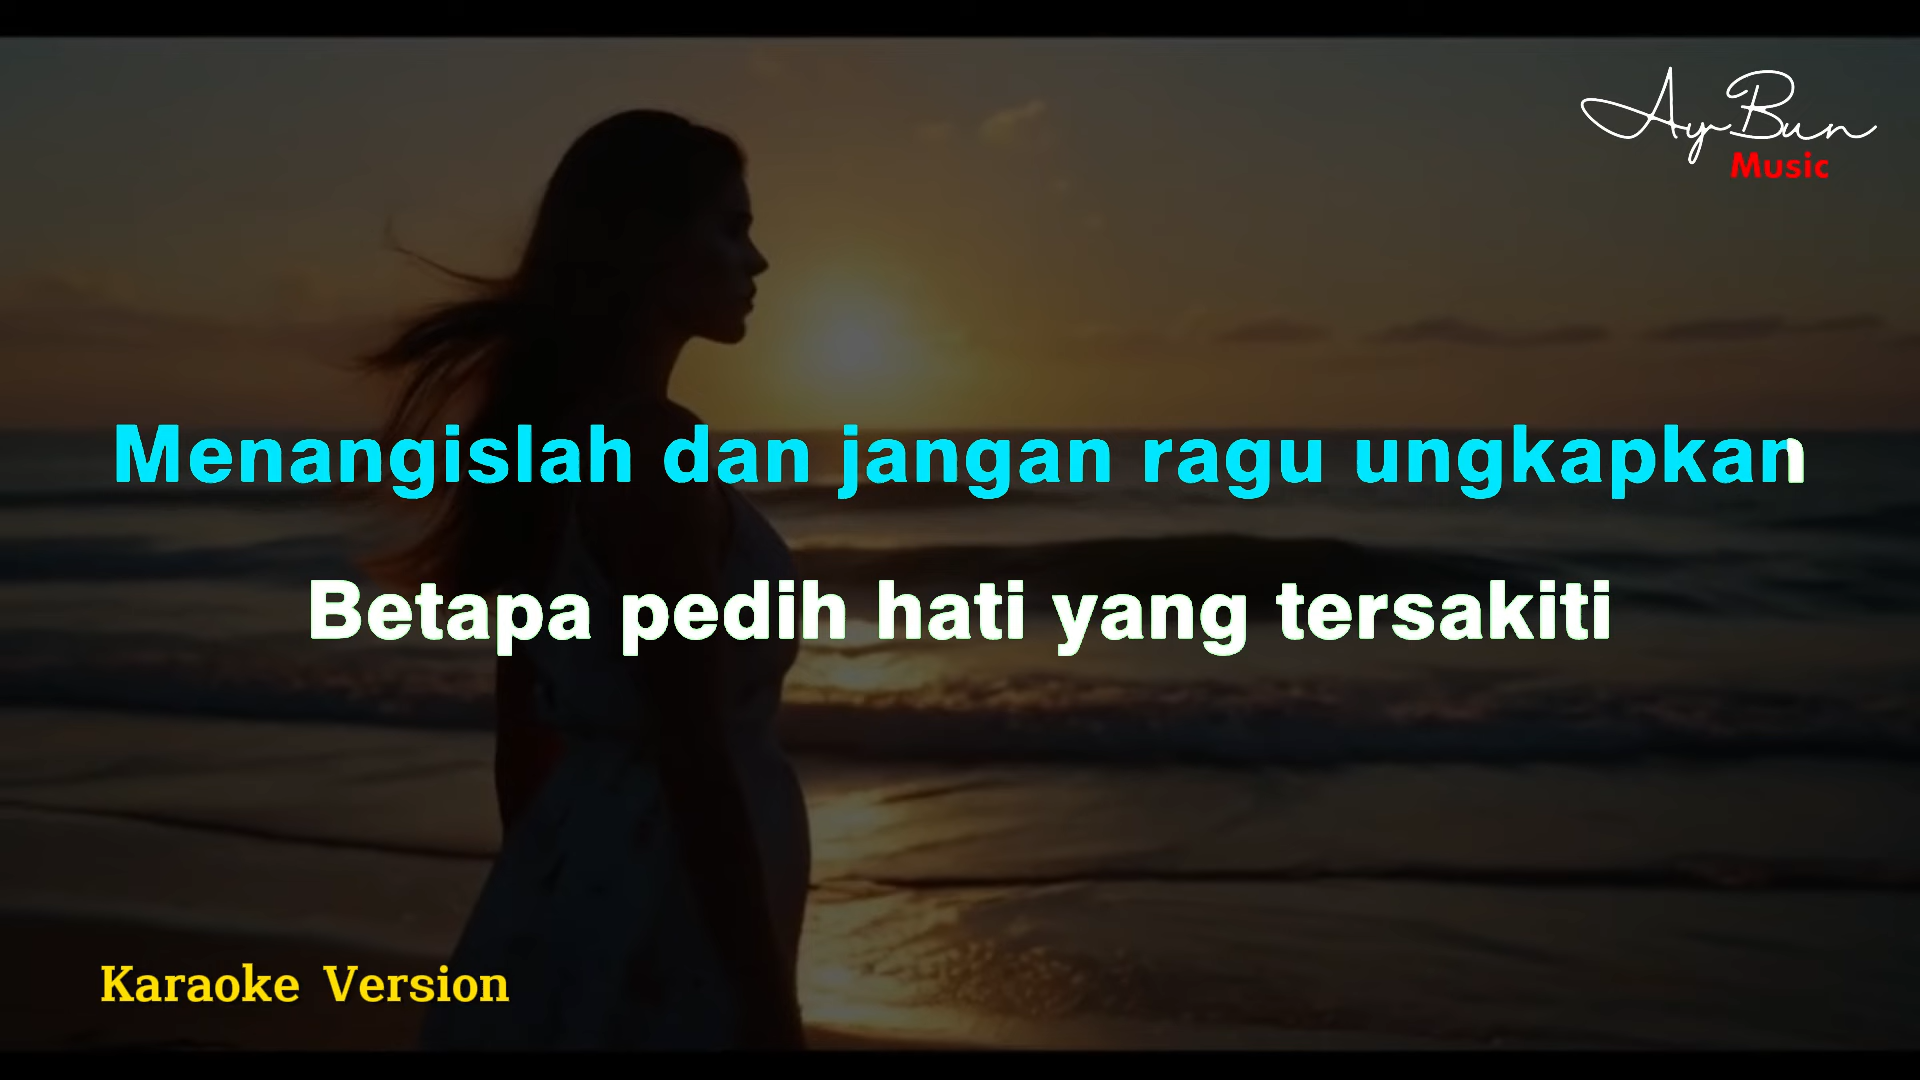 AyBun
Music
Menangislah dan jangan ragu ungkapkan
Betapa pedih hati yang tersakiti
Karaoke Version